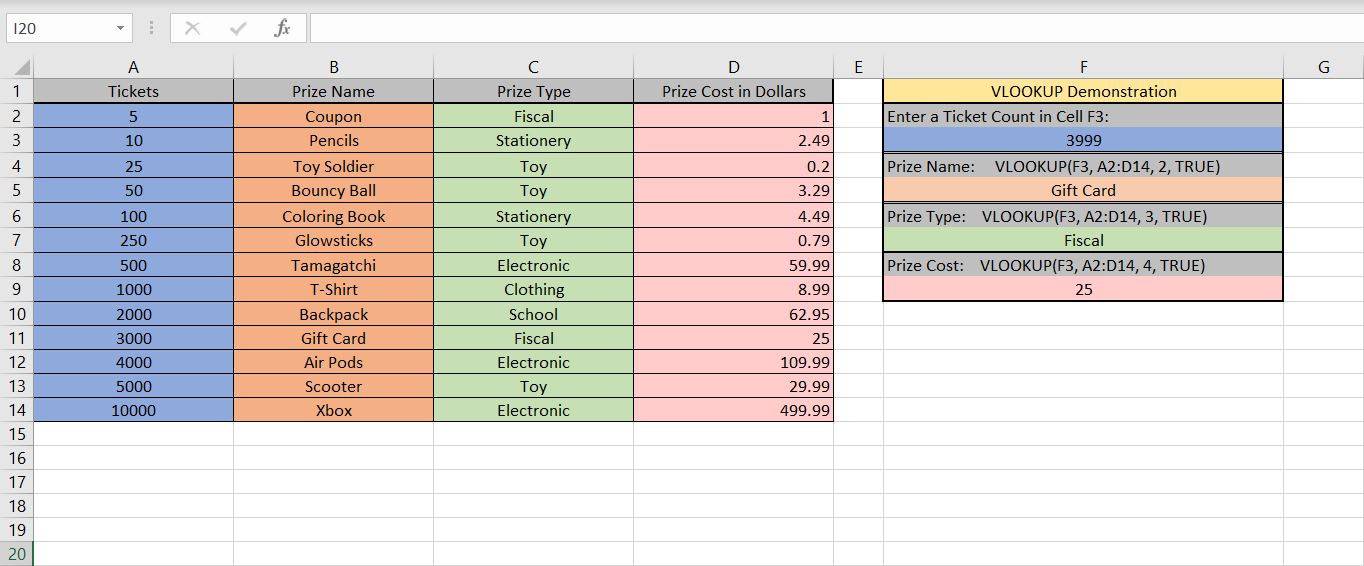 I20 fx
A B C D E F G
1 Tickets Prize Name Prize Type Prize Cost in Dollars VLOOKUP Demonstration
2 5 Coupon Fiscal 1 Enter a Ticket Count in Cell F3:
3 10 Pencils Stationery 2.49 3999
4 25 Toy Soldier Toy 0.2 Prize Name: VLOOKUP(F3, A2:D14, 2, TRUE)
5 50 Bouncy Ball Toy 3.29 Gift Card
6 100 Coloring Book Stationery 4.49 Prize Type: VLOOKUP(F3, A2:D14, 3, TRUE)
7 250 Glowsticks Toy 0.79 Fiscal
8 500 Tamagatchi Electronic 59.99 Prize Cost: VLOOKUP(F3, A2:D14, 4, TRUE)
9 1000 T-Shirt Clothing 8.99 25
10 2000 Backpack School 62.95
11 3000 Gift Card Fiscal 25
12 4000 Air Pods Electronic 109.99
13 5000 Scooter Toy 29.99
14 10000 Xbox Electronic 499.99
15
16
17
18
19
20